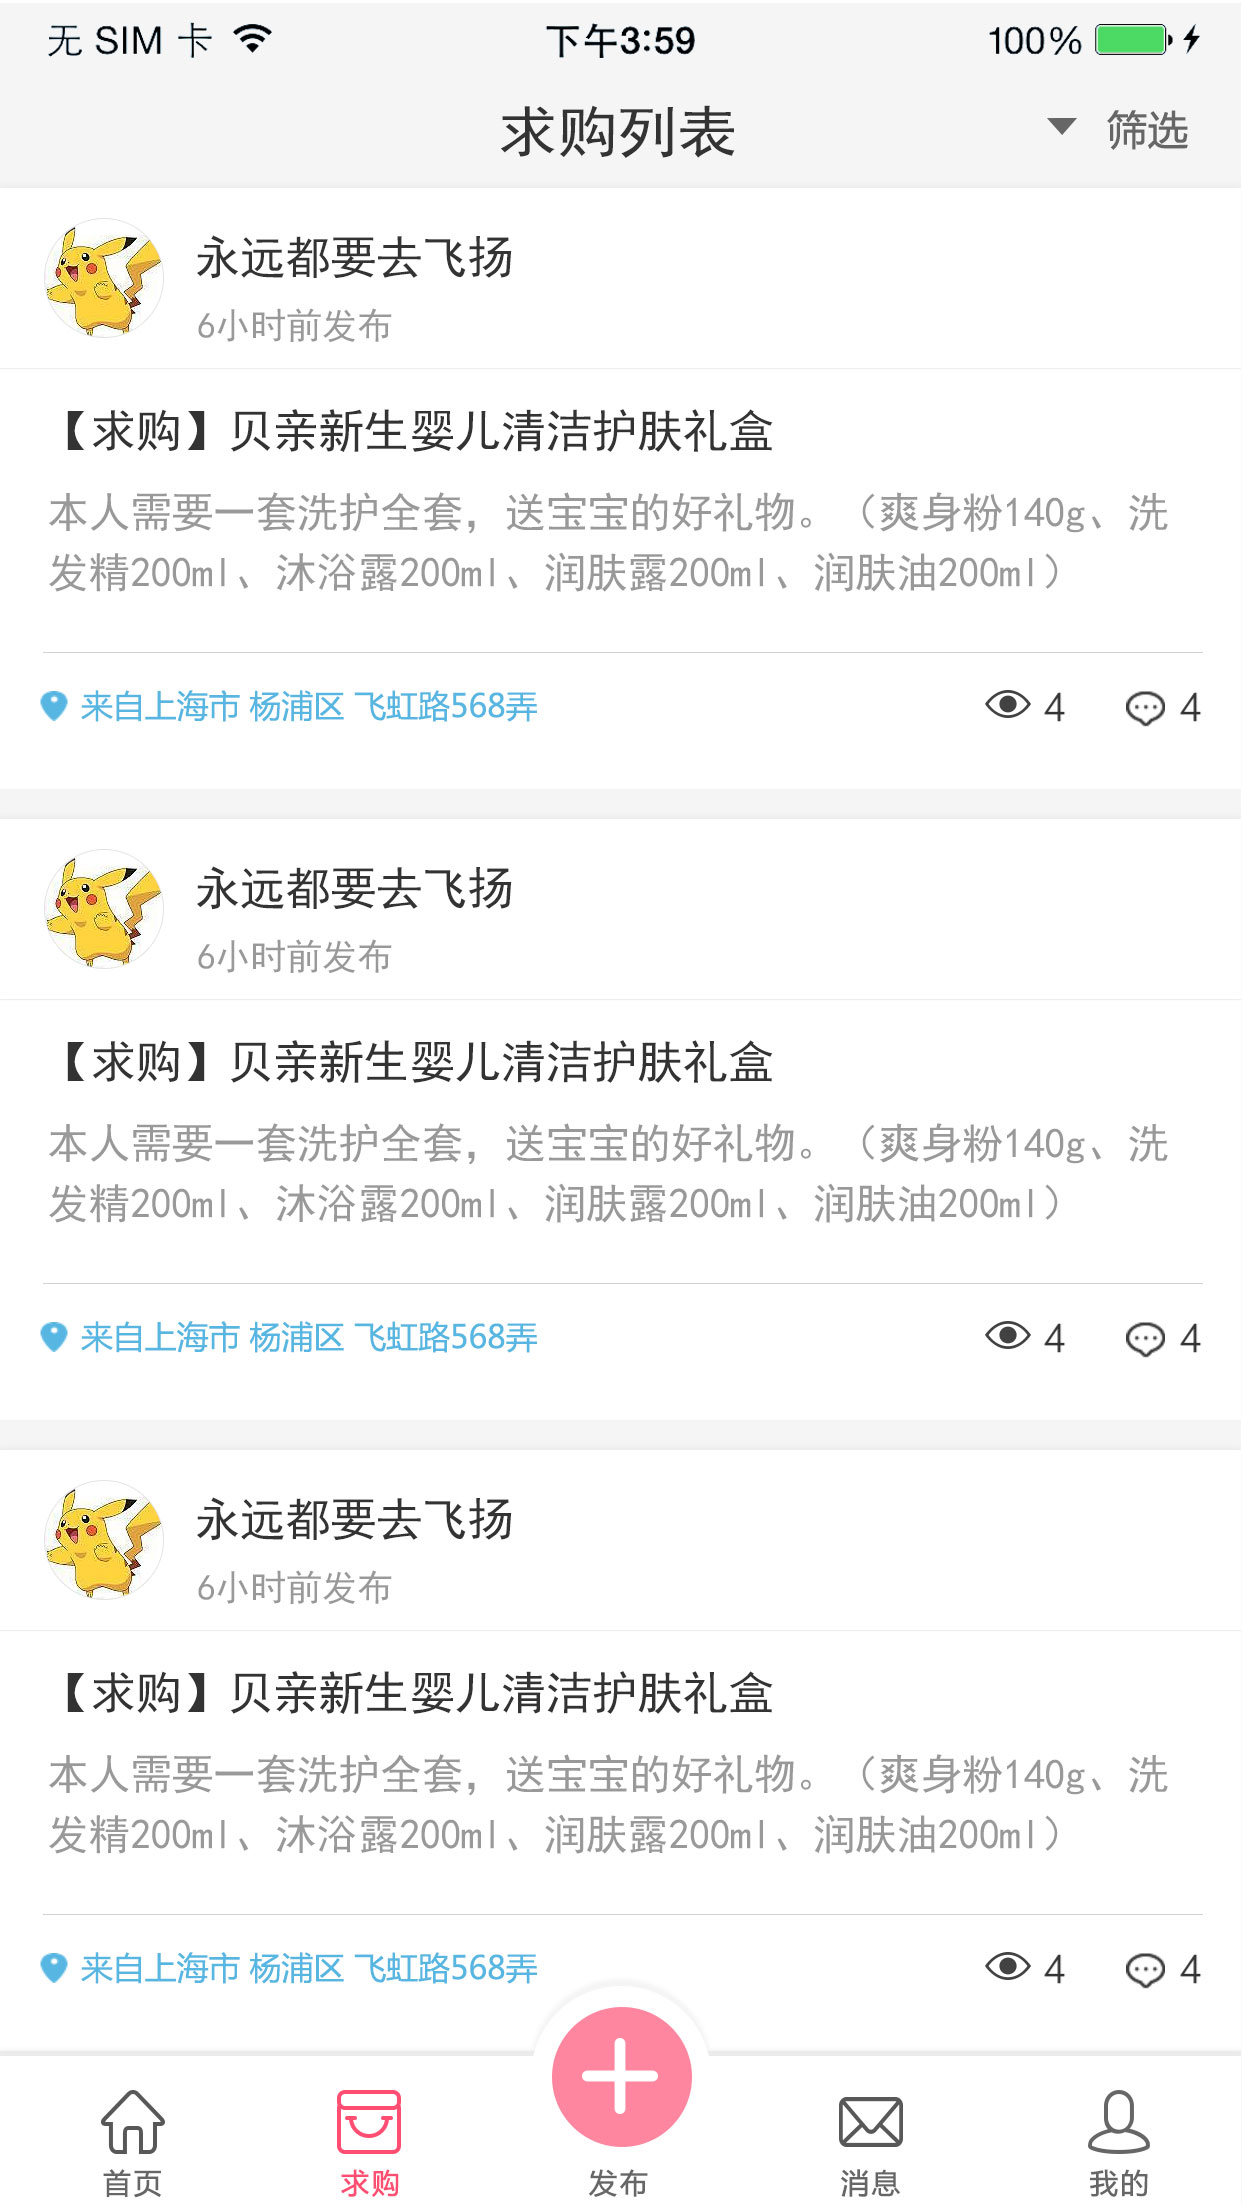 无 SIM 卡 下午3:59 100%
求购列表 筛选
永远都要去飞扬
6小时前发布
【求购】贝亲新生婴儿清洁护肤礼盒
本人需要一套洗护全套，送宝宝的好礼物。（爽身粉140g、洗
发精200ml、沐浴露200ml、润肤露200ml、润肤油200ml）
来自上海市 杨浦区 飞虹路568弄 4 4
永远都要去飞扬
6小时前发布
【求购】贝亲新生婴儿清洁护肤礼盒
本人需要一套洗护全套，送宝宝的好礼物。（爽身粉140g、洗
发精200ml、沐浴露200ml、润肤露200ml、润肤油200ml）
来自上海市 杨浦区 飞虹路568弄 4 4
永远都要去飞扬
6小时前发布
【求购】贝亲新生婴儿清洁护肤礼盒
本人需要一套洗护全套，送宝宝的好礼物。（爽身粉140g、洗
发精200ml、沐浴露200ml、润肤露200ml、润肤油200ml）
来自上海市 杨浦区 飞虹路568弄 4 4
首页 求购 发布 消息 我的